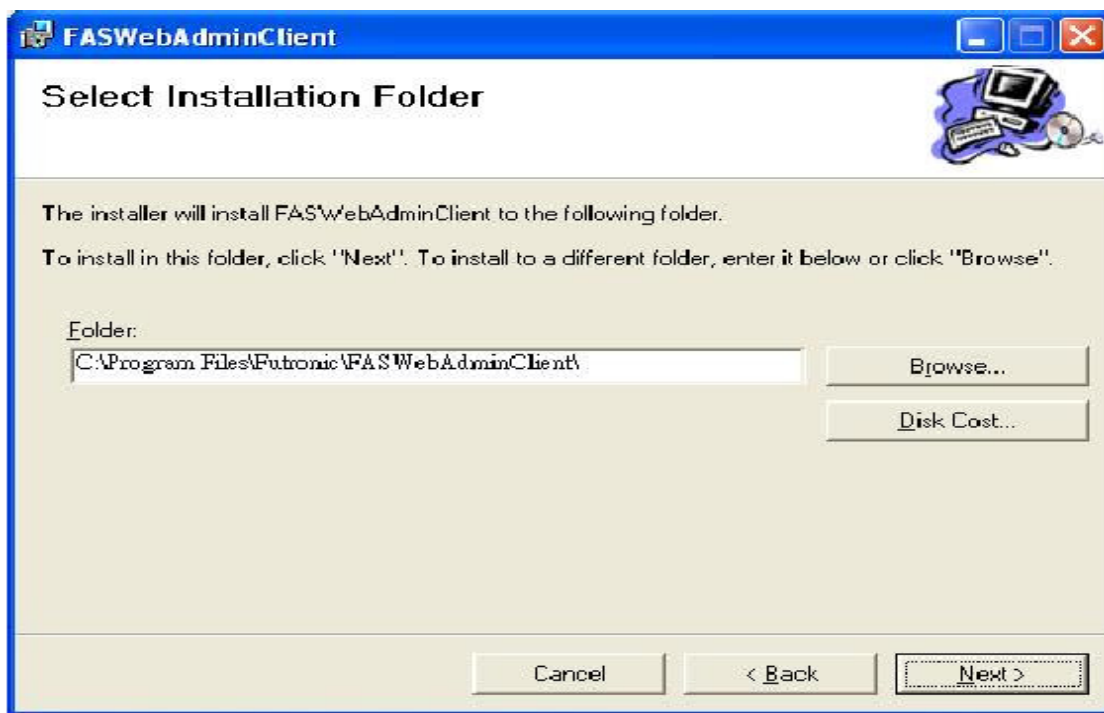 FASWebAdminClient
Select Installation Folder
The installer will install FASWebAdminClient to the following folder.
To install in this folder, click "Next". To install to a different folder, enter it below or click "Browse".
Folder:
C:\Program Files\Futronic\FASWebAdminClient\
Browse...
Disk Cost...
Cancel
< Back
Next >